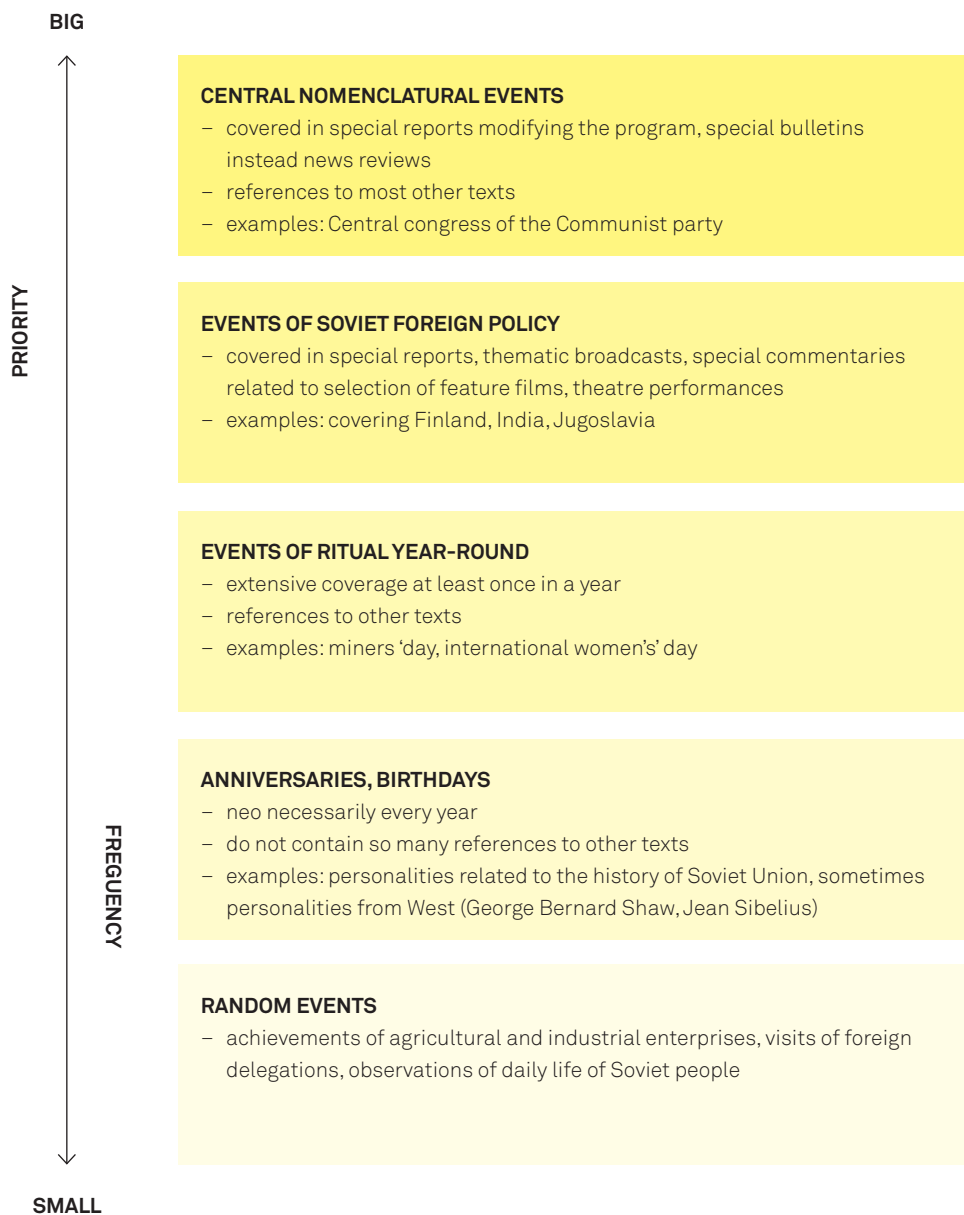 BIG
PRIORITY
FREGUENCY
CENTRAL NOMENCLATURAL EVENTS
– covered in special reports modifying the program, special bulletins
instead news reviews
– references to most other texts
– examples: Central congress of the Communist party
EVENTS OF SOVIET FOREIGN POLICY
– covered in special reports, thematic broadcasts, special commentaries
related to selection of feature films, theatre performances
– examples: covering Finland, India, Jugoslavia
EVENTS OF RITUAL YEAR-ROUND
– extensive coverage at least once in a year
– references to other texts
– examples: miners ‘day, international women’s’ day
ANNIVERSARIES, BIRTHDAYS
– neo necessarily every year
– do not contain so many references to other texts
– examples: personalities related to the history of Soviet Union, sometimes
personalities from West (George Bernard Shaw, Jean Sibelius)
RANDOM EVENTS
– achievements of agricultural and industrial enterprises, visits of foreign
delegations, observations of daily life of Soviet people
SMALL